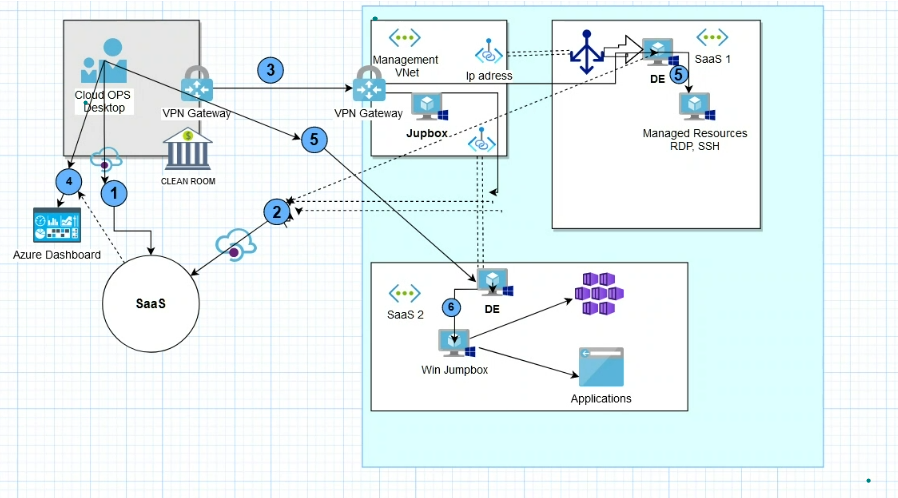 Cloud OPS
Desktop
VPN Gateway
CLEAN ROOM
3
VPN Gateway
Management
VNet
Ip adress
Jupbox
SaaS 1
DE
5
Managed Resources
RDP, SSH
4
1
5
2
Azure Dashboard
SaaS
SaaS 2
DE
6
Win Jumpbox
Applications